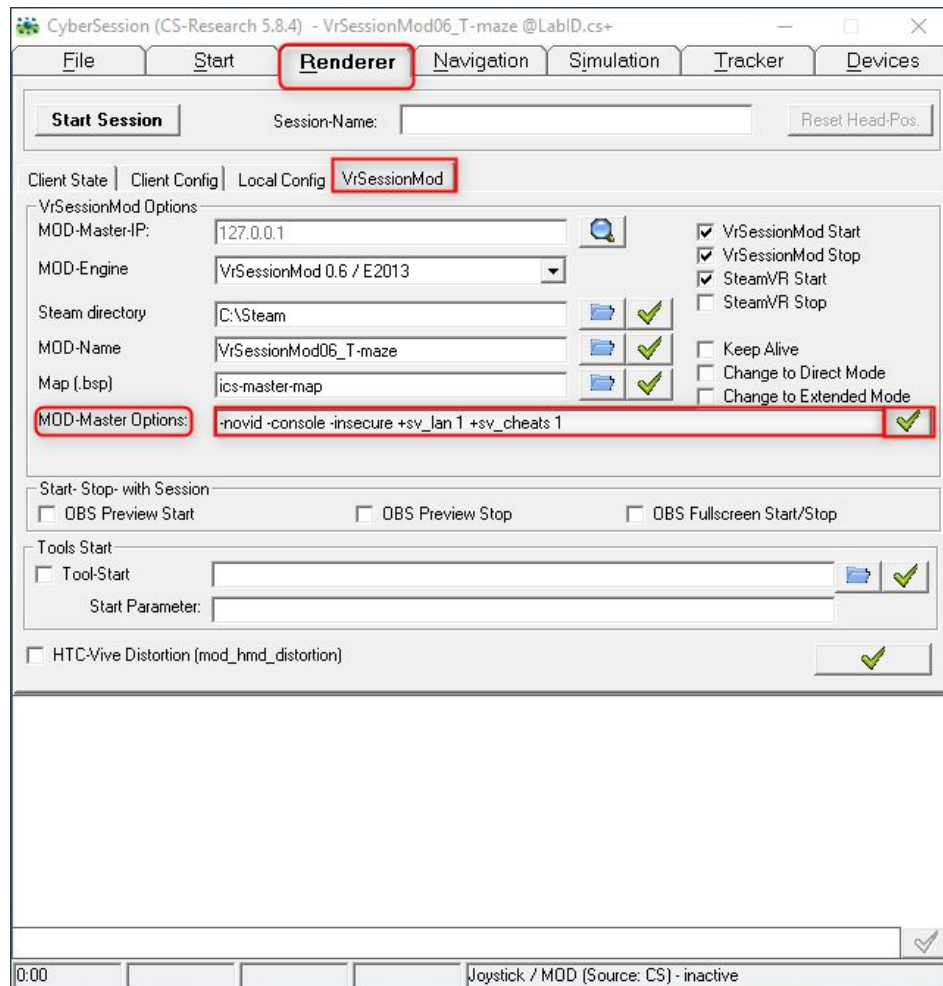 CyberSession (CS-Research 5.8.4) - VrSessionMod06_T-maze @LabID.cs+
File Start Renderer Navigation Simulation Tracker Devices
Start Session Session-Name: Reset Head-Pos.
Client State Client Config Local Config VrSessionMod
VrSessionMod Options
MOD-Master-IP: 127.0.0.1 VrSessionMod Start
VrSessionMod Stop
MOD-Engine VrSessionMod 0.6 / E2013 SteamVR Start
SteamVR Stop
Steam directory C:\Steam
MOD-Name VrSessionMod06_T-maze Keep Alive
Change to Direct Mode
Map (.bsp) ics-master-map Change to Extended Mode
MOD-Master Options: -novid -console -insecure +sv_lan 1 +sv_cheats 1
Start- Stop- with Session
OBS Preview Start OBS Preview Stop OBS Fullscreen Start/Stop
Tools Start
Tool-Start
Start Parameter:
HTC-Vive Distortion (mod_hmd_distortion)
0:00 Joystick / MOD (Source: CS) - inactive